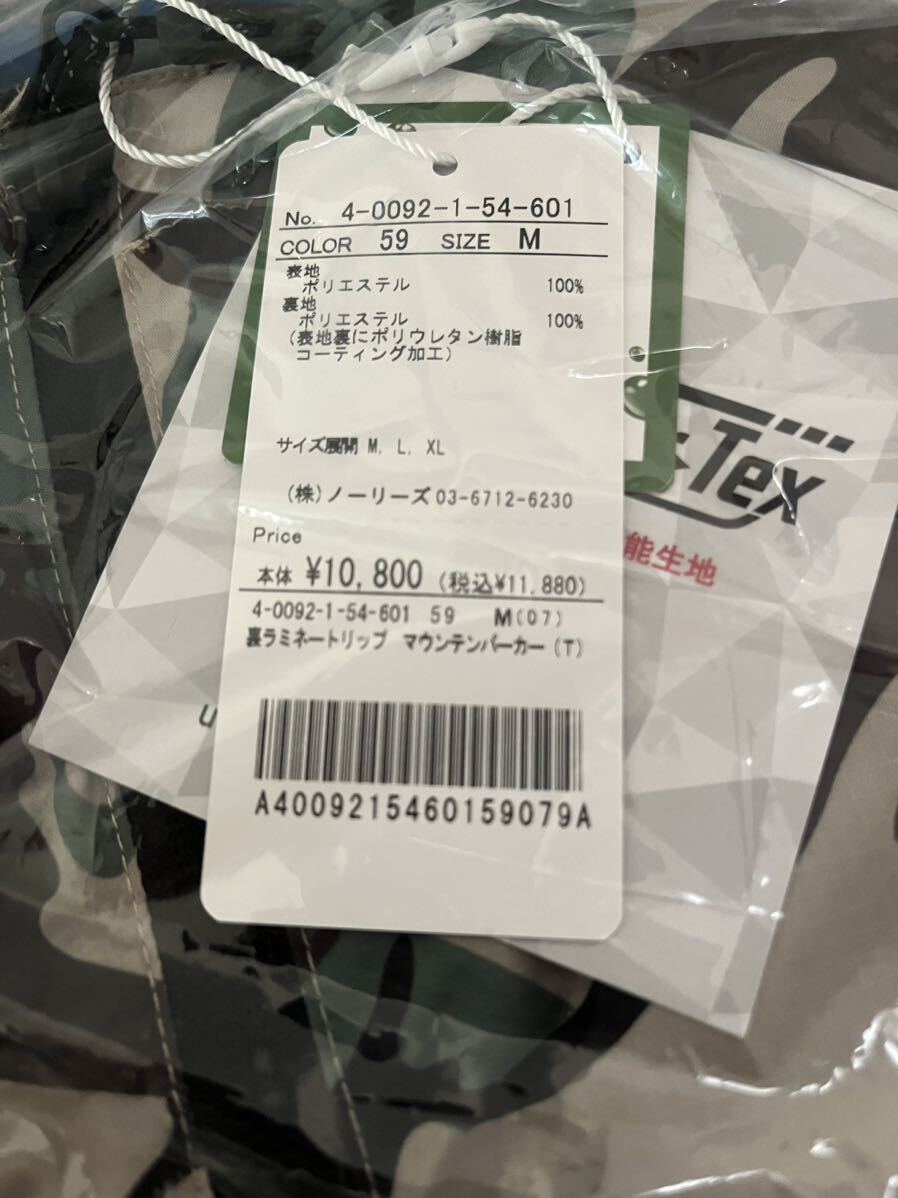 No. 4-0092-1-54-601
COLOR 59 SIZE M
表地
ポリエステル 100%
裏地
ポリエステル 100%
(表地裏にポリウレタン樹脂
コーティング加工)
サイズ展開 M, L, XL
(株)ノーリーズ03-6712-6230
Price
本体 ¥10,800 (税込¥11,880)
4-0092-1-54-601 59 M(07)
裏ラミネートリップ マウンテンパーカー(T)
A4009215460159079A
Tex
能生地